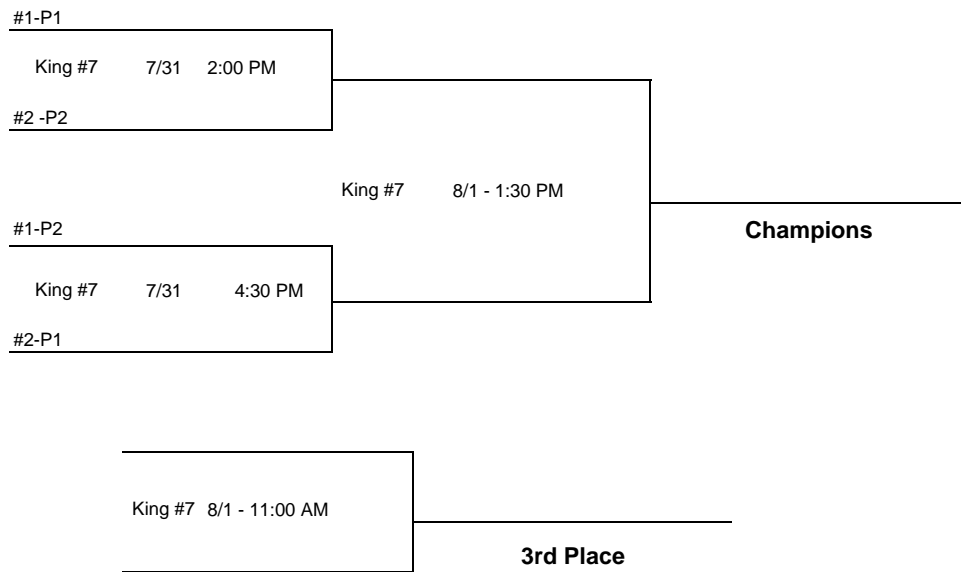 #1-P1
King #7 7/31 2:00 PM
#2 -P2
King #7 8/1 - 1:30 PM
Champions
#1-P2
King #7 7/31 4:30 PM
#2-P1
King #7 8/1 - 11:00 AM
3rd Place